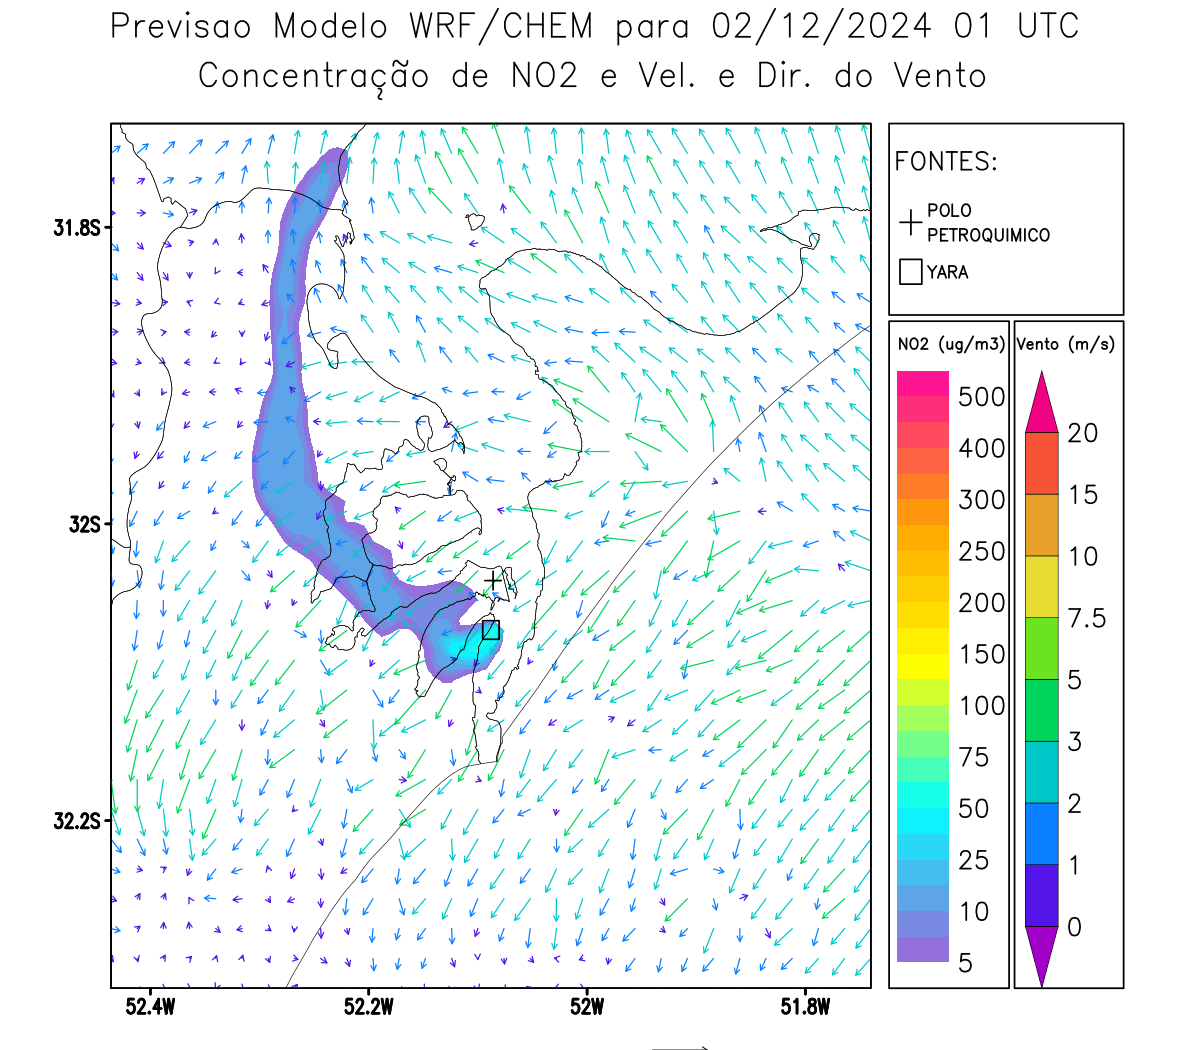 Previsao Modelo WRF/CHEM para 02/12/2024 01 UTC
Concentração de NO2 e Vel. e Dir. do Vento
FONTES:
POLO
PETROQUIMICO
YARA
NO2 (ug/m3)
500
400
300
250
200
150
100
75
50
25
10
5
Vento (m/s)
20
15
10
7.5
5
3
2
1
0
31.8S
32S
32.2S
52.4W
52.2W
52W
51.8W